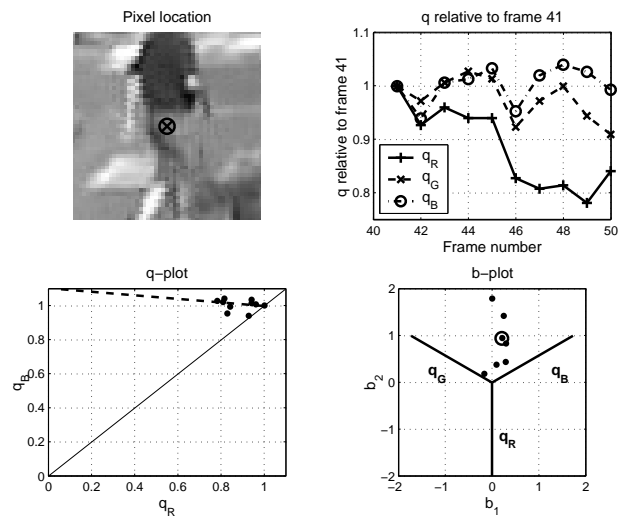 Pixel location
q relative to frame 41
q relative to frame 41
1.1
1
0.9
0.8
40
42
44
46
48
50
Frame number
q_R
q_G
q_B
q−plot
q_B
1
0.8
0.6
0.4
0.2
0
0
0.2
0.4
0.6
0.8
1
q_R
b−plot
b_2
2
1
0
−1
−2
−2
−1
0
1
2
b_1
q_G
q_B
q_R